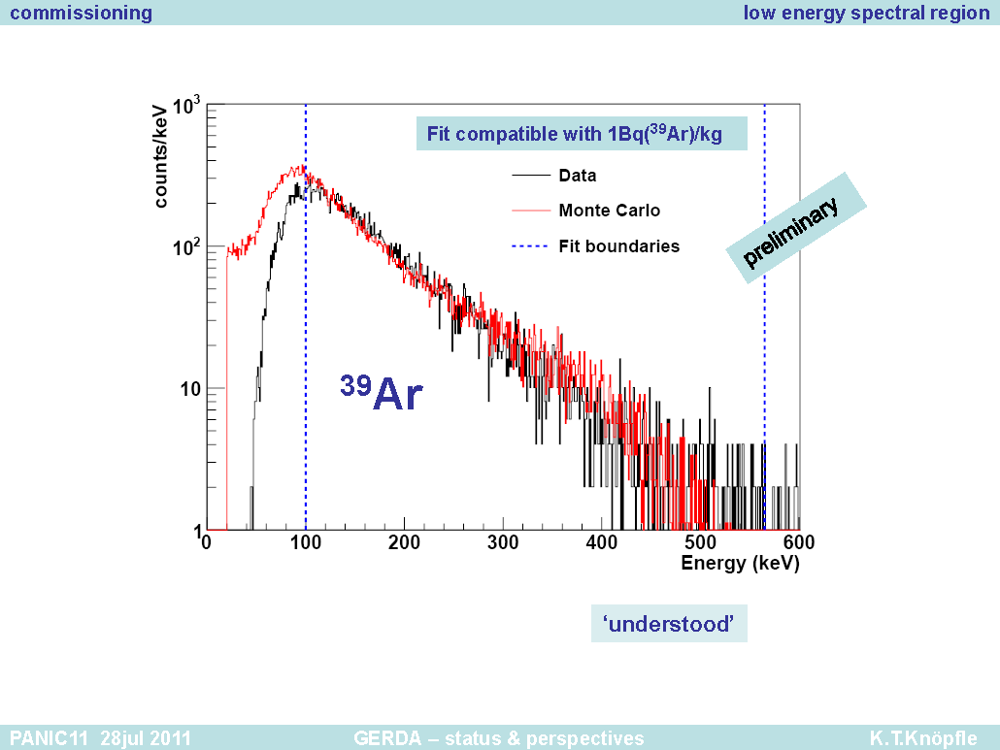 commissioning low energy spectral region
counts/keV
10³
10²
10
1
Fit compatible with 1Bq(³⁹Ar)/kg
Data
Monte Carlo
Fit boundaries
preliminary
³⁹Ar
0 100 200 300 400 500 600
Energy (keV)
‘understood’
PANIC11 28jul 2011 GERDA – status & perspectives K.T.Knöpfle